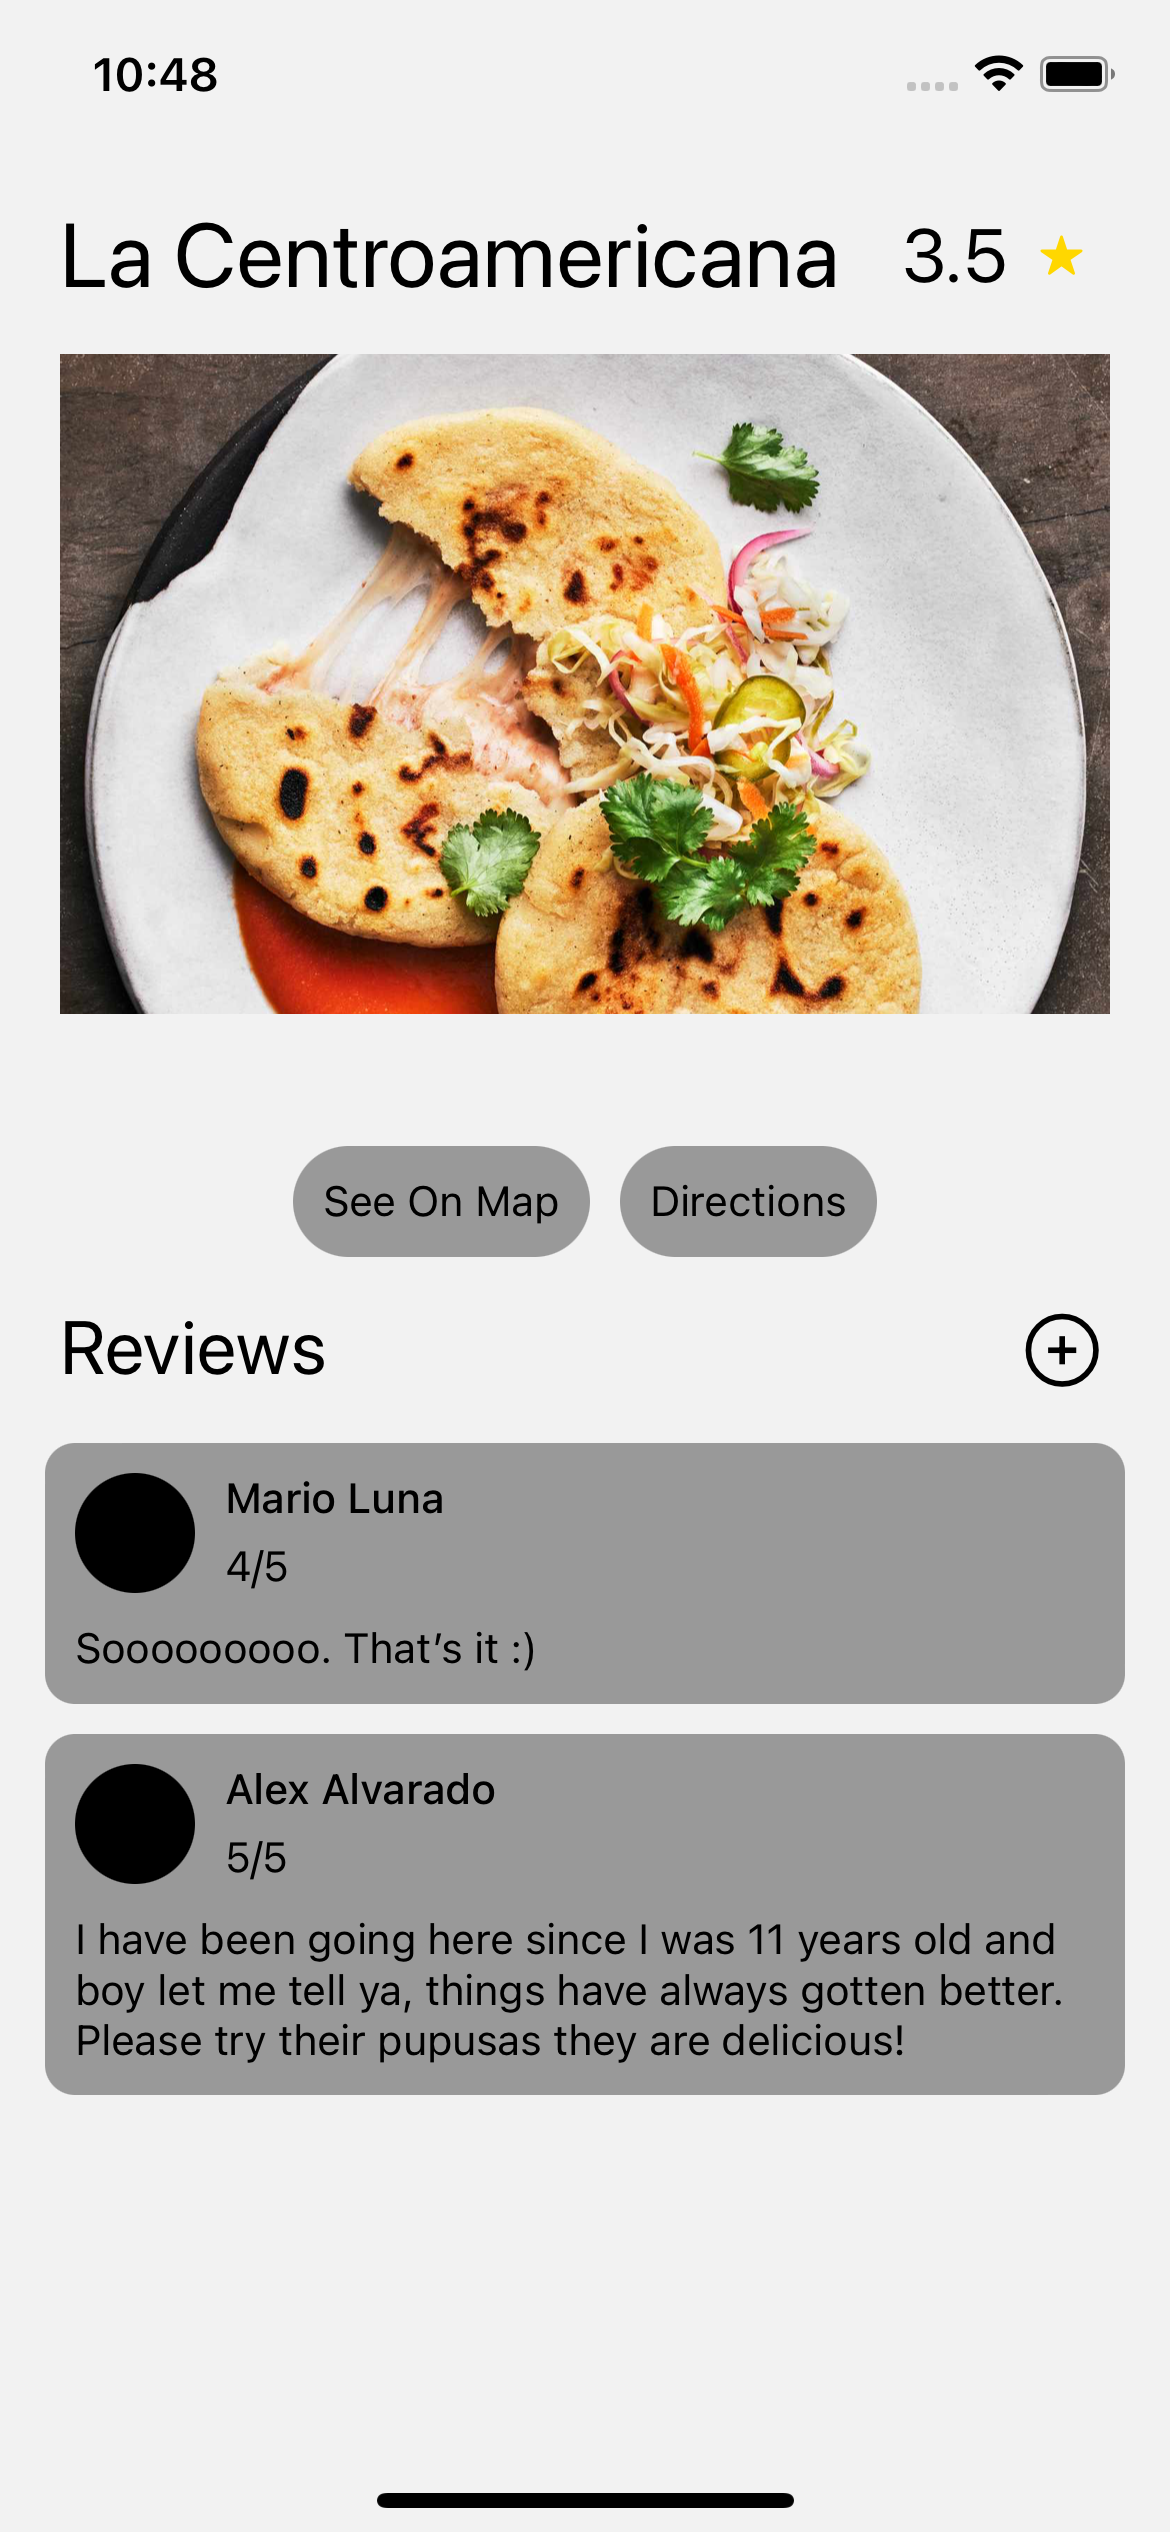 10:48
La Centroamericana 3.5
See On Map Directions
Reviews
Mario Luna
4/5
Sooooooooo. That’s it :)
Alex Alvarado
5/5
I have been going here since I was 11 years old and
boy let me tell ya, things have always gotten better.
Please try their pupusas they are delicious!